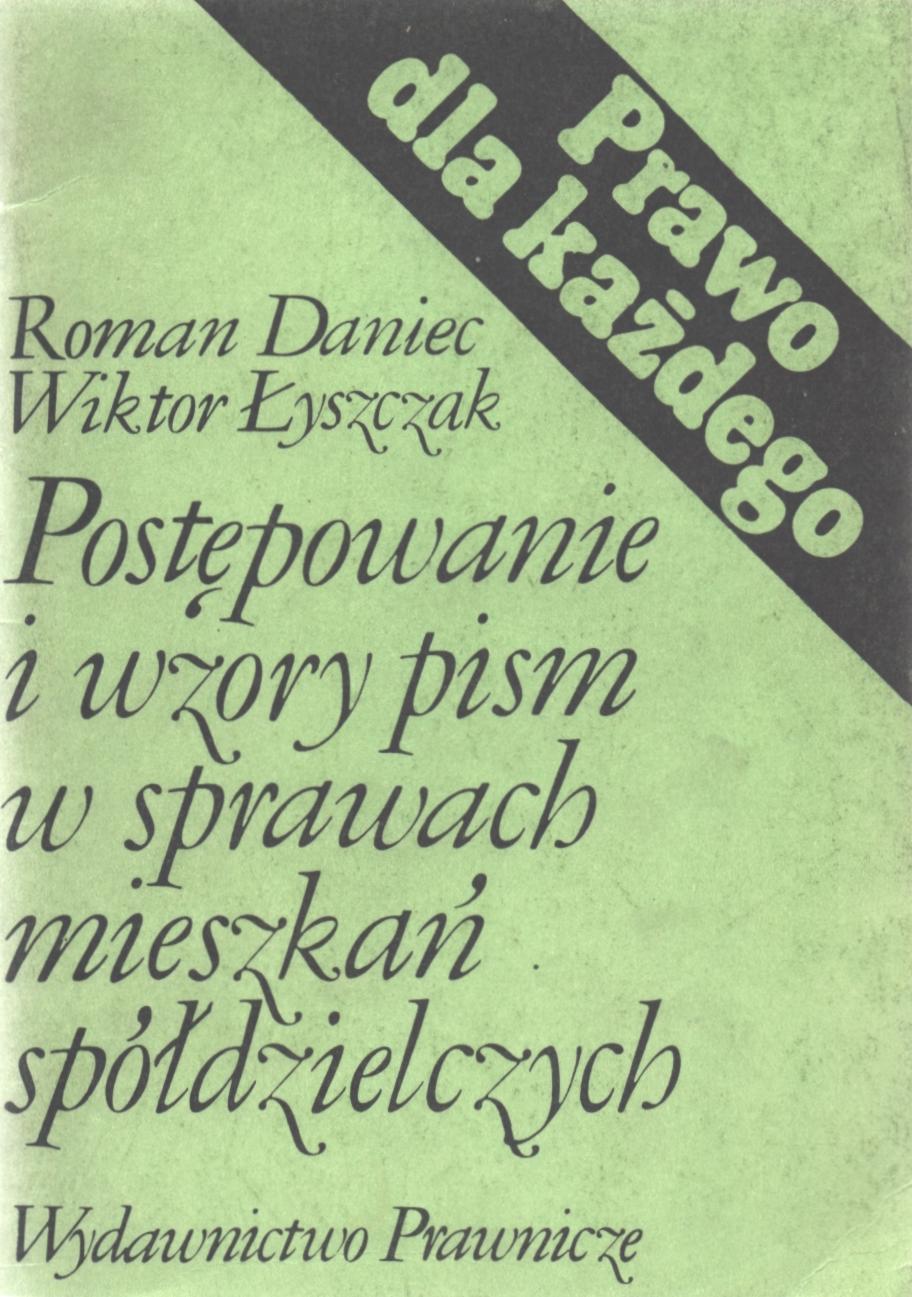 Prawo
dla każdego
Roman Daniec
Wiktor Łyszczak
Postępowanie
i wzory pism
w sprawach
mieszkań
spółdzielczych
Wydawnictwo Prawnicze